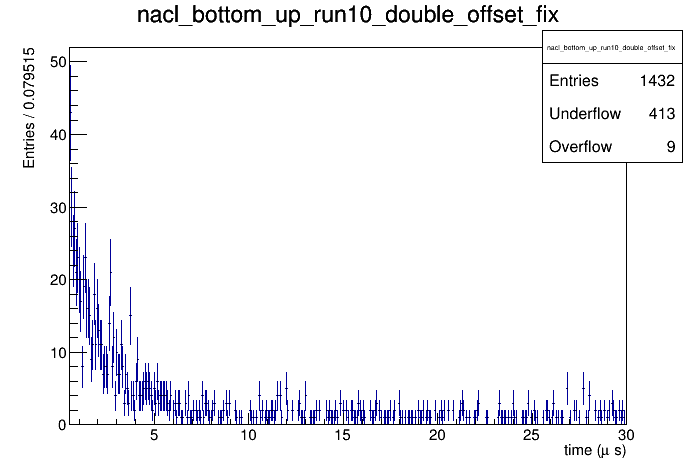 nacl_bottom_up_run10_double_offset_fix
nacl_bottom_up_run10_double_offset_fix
Entries 1432
Underflow 413
Overflow 9
Entries / 0.079515
50
40
30
20
10
0
5 10 15 20 25 30
time (μ s)